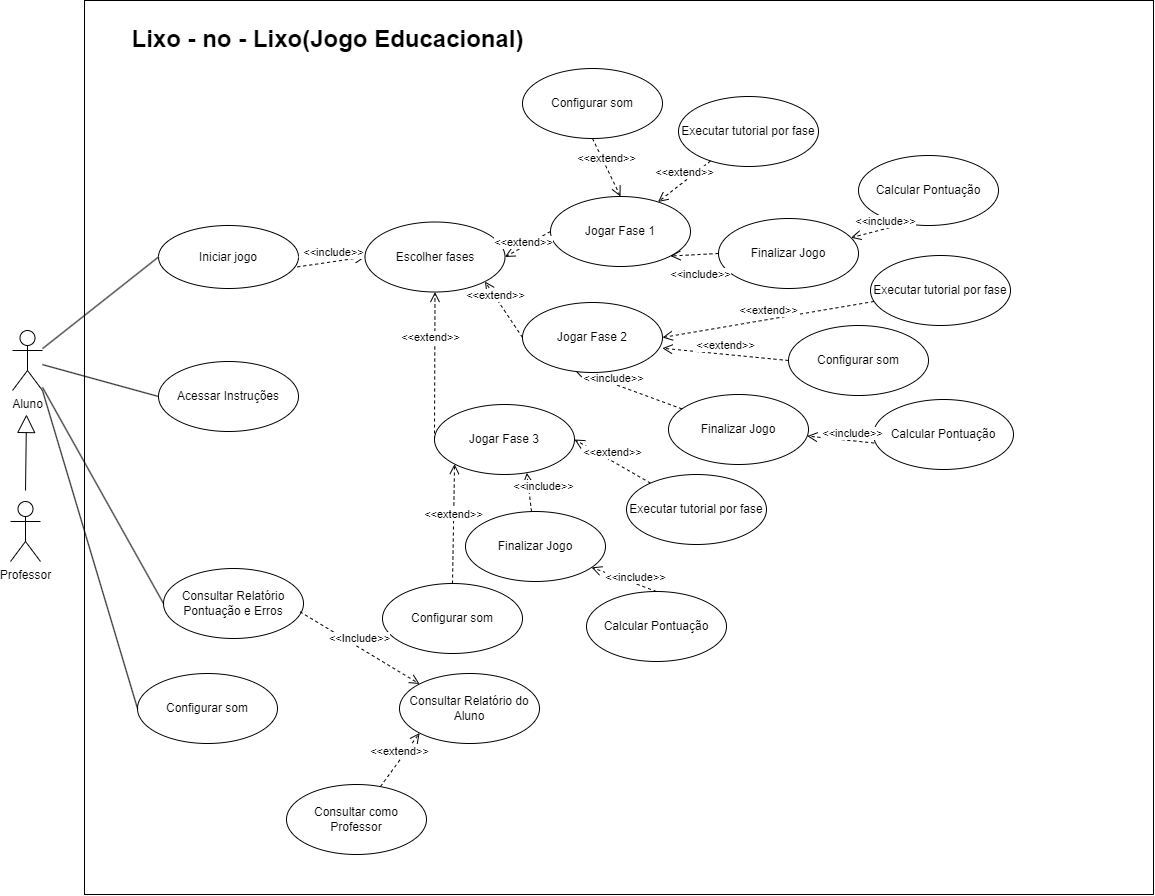 Lixo - no - Lixo(Jogo Educacional)
Configurar som
Executar tutorial por fase
<<extend>>
<<extend>>
Calcular Pontuação
<<include>>
Jogar Fase 1
<<extend>>
Iniciar jogo
<<include>>
Escolher fases
Finalizar Jogo
<<include>>
Executar tutorial por fase
<<extend>>
<<extend>>
Jogar Fase 2
<<extend>>
<<extend>>
Configurar som
<<include>>
Aluno
Acessar Instruções
Finalizar Jogo
<<include>>
Calcular Pontuação
Jogar Fase 3
<<extend>>
<<include>>
Executar tutorial por fase
<<extend>>
Finalizar Jogo
Professor
<<include>>
Consultar Relatório
Pontuação e Erros
Configurar som
Calcular Pontuação
<<Include>>
Configurar som
Consultar Relatório do
Aluno
<<extend>>
Consultar como
Professor